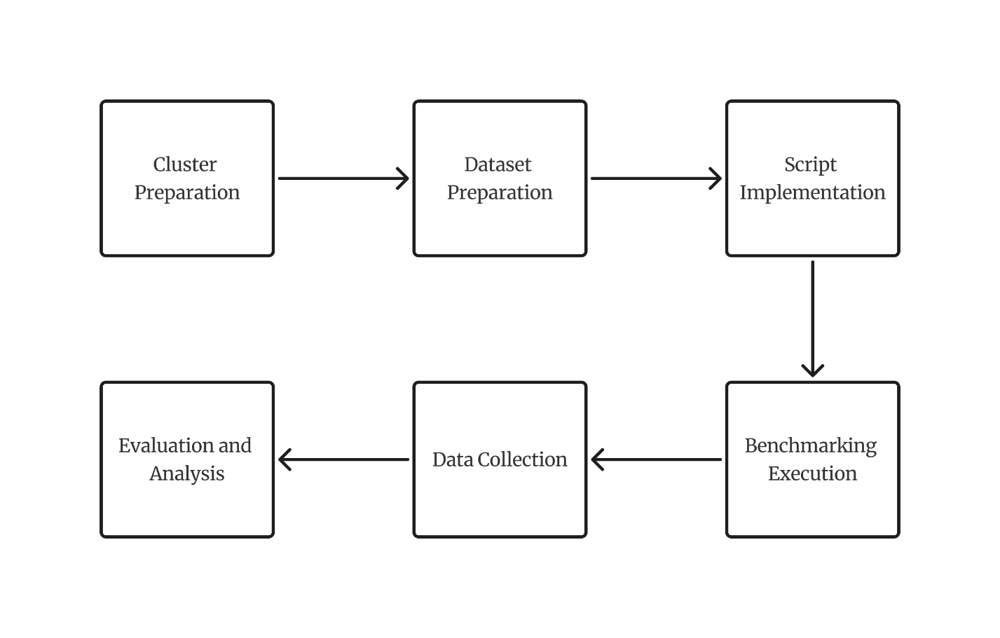 Cluster
Preparation
Dataset
Preparation
Script
Implementation
Benchmarking
Execution
Data Collection
Evaluation and
Analysis